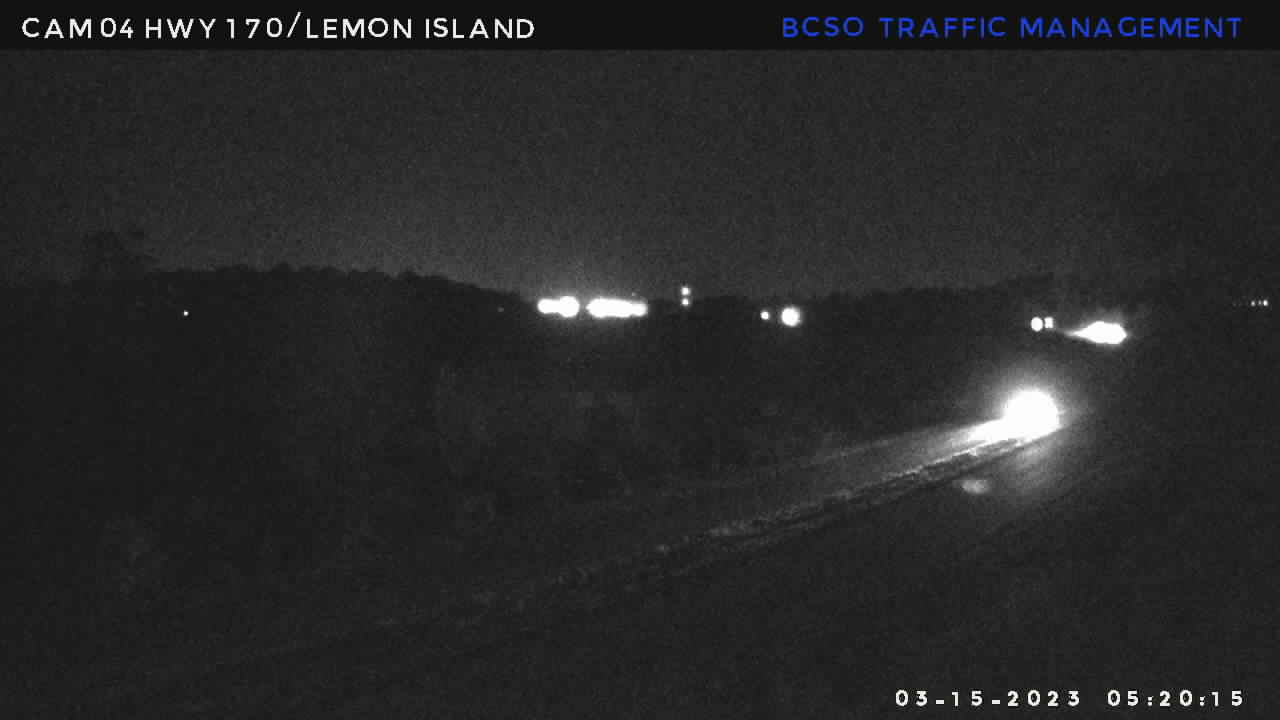 CAM04 HWY 170/LEMON ISLAND
BCSO TRAFFIC MANAGEMENT
03-15-2023 05:20:15